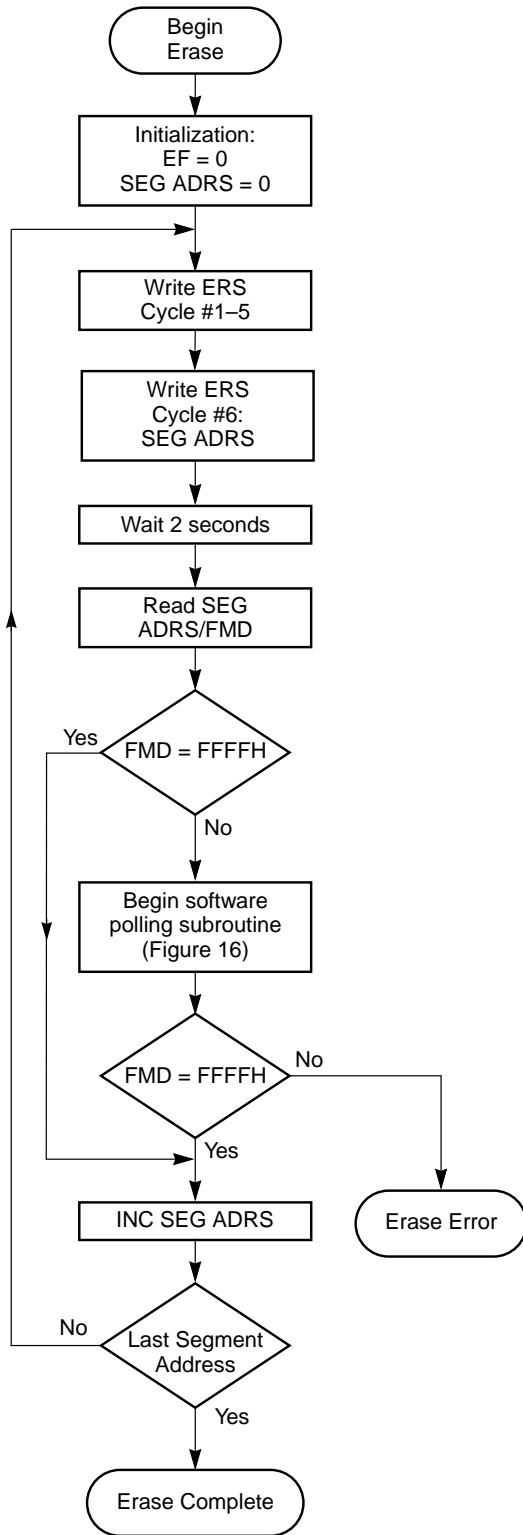 Begin
Erase
Initialization:
EF = 0
SEG ADRS = 0
Write ERS
Cycle #1–5
Write ERS
Cycle #6:
SEG ADRS
Wait 2 seconds
Read SEG
ADRS/FMD
Yes
FMD = FFFFH
No
Begin software
polling subroutine
(Figure 16)
No
FMD = FFFFH
Yes
INC SEG ADRS
Erase Error
No
Last Segment
Address
Yes
Erase Complete